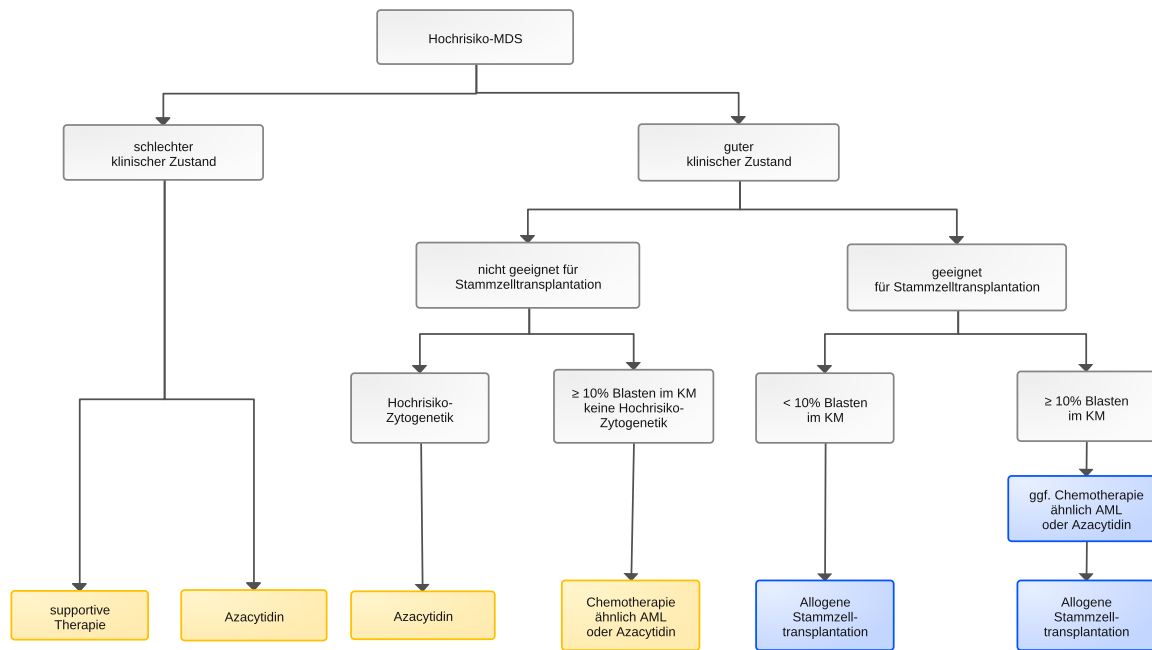 Hochrisiko-MDS
schlechter
klinischer Zustand
guter
klinischer Zustand
nicht geeignet für
Stammzelltransplantation
geeignet
für Stammzelltransplantation
Hochrisiko-
Zytogenetik
≥ 10% Blasten im KM
keine Hochrisiko-
Zytogenetik
< 10% Blasten
im KM
≥ 10% Blasten
im KM
ggf. Chemotherapie
ähnlich AML
oder Azacytidin
supportive
Therapie
Azacytidin
Azacytidin
Chemotherapie
ähnlich AML
oder Azacytidin
Allogene
Stammzell-
transplantation
Allogene
Stammzell-
transplantation